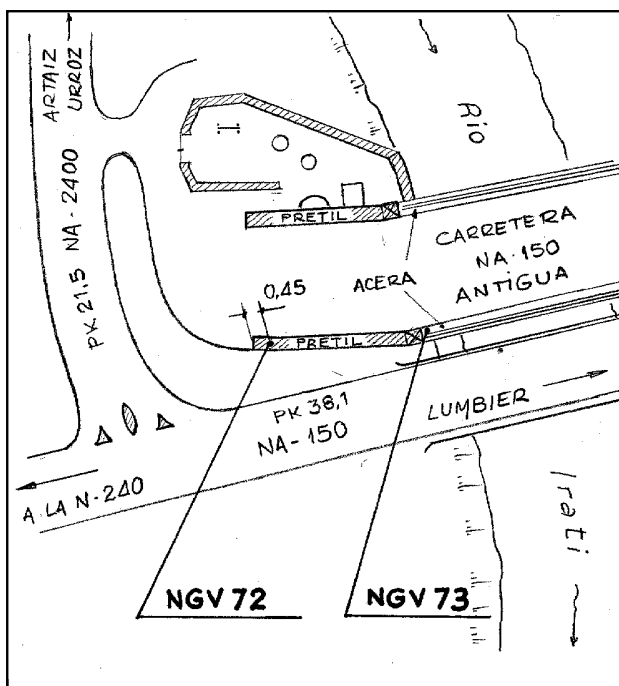 ARTAIZ
URROZ
Rio
PK 21,5 NA-2400
PRETIL
CARRETERA
NA-150
ANTIGUA
0,45
ACERA
PRETIL
PK 38,1
NA-150
LUMBIER
A LA N-240
Irati
NGV 72
NGV 73